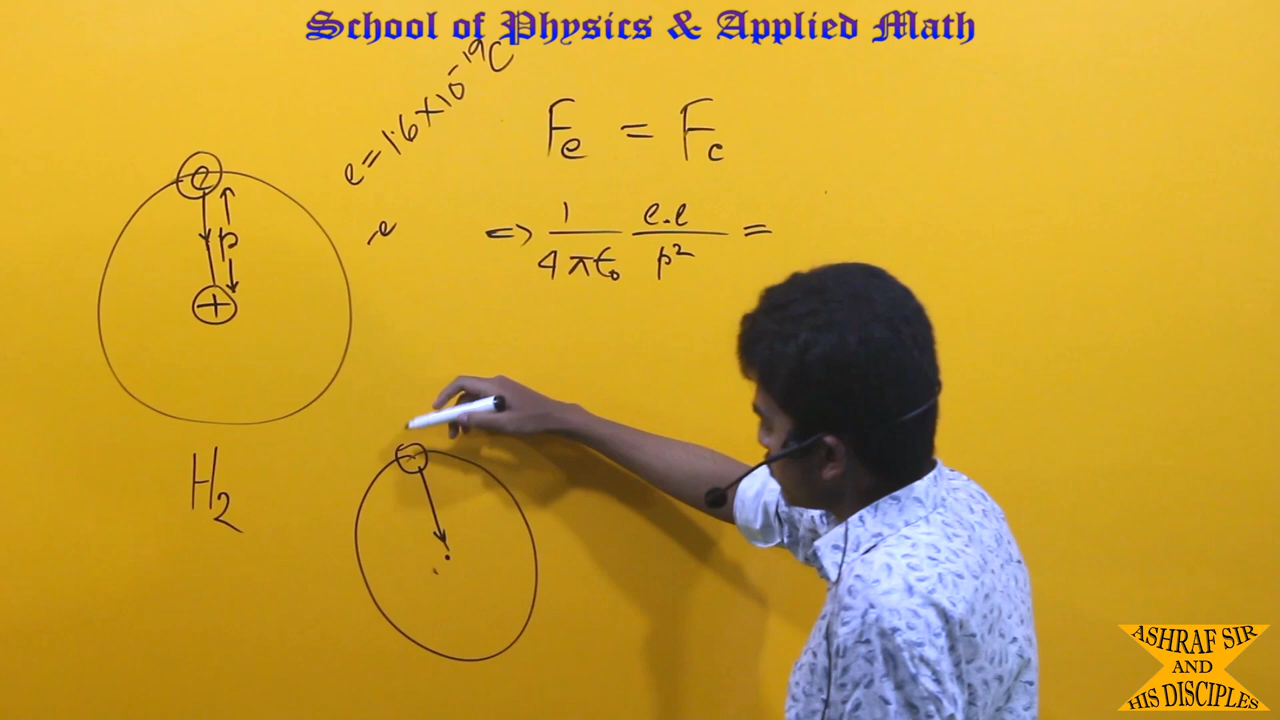 School of Physics & Applied Math
e = 1.6 × 10⁻¹⁹ C
Fe = Fc
e
r
+
-e
=> 1/4πε₀ e.e/r² =
H₂
ASHRAF SIR
AND
HIS DISCIPLES